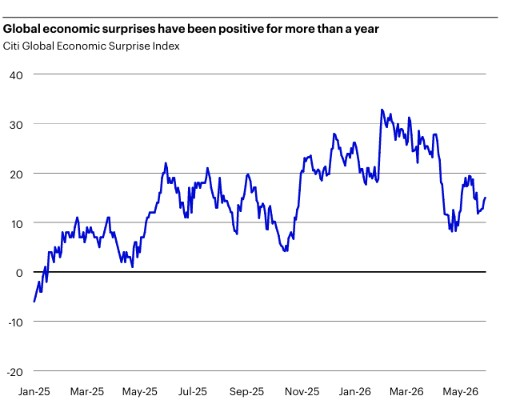 Global economic surprises have been positive for more than a year
Citi Global Economic Surprise Index
40
30
20
10
0
-10
-20
Jan-25 Mar-25 May-25 Jul-25 Sep-25 Nov-25 Jan-26 Mar-26 May-26